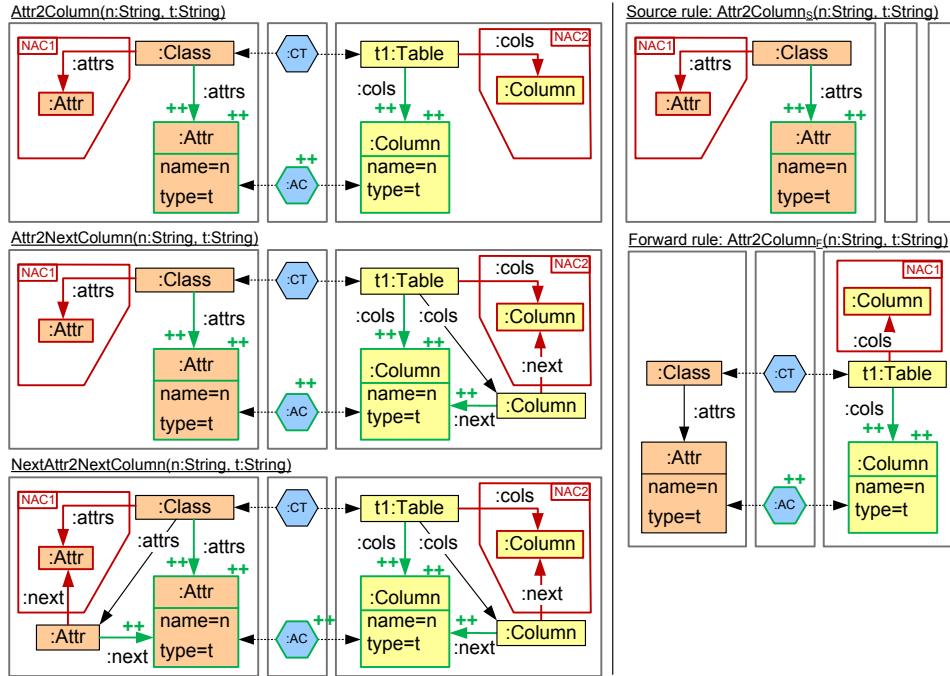 Attr2Column(n:String, t:String)
NAC1
:attrs
:Attr
:Class
:attrs
++
++
:Attr
name=n
type=t
:CT
++
:AC
t1:Table
:cols
++
++
:Column
name=n
type=t
:cols
NAC2
:Column
Attr2NextColumn(n:String, t:String)
NAC1
:attrs
:Attr
:Class
:attrs
++
++
:Attr
name=n
type=t
:CT
++
:AC
t1:Table
:cols
:cols
++
++
:Column
name=n
type=t
++
:next
:Column
:next
:cols
NAC2
:Column
NextAttr2NextColumn(n:String, t:String)
NAC1
:attrs
:Attr
:next
:Attr
:Class
:attrs
:attrs
++
++
++
:next
:Attr
name=n
type=t
:CT
++
:AC
t1:Table
:cols
:cols
++
++
:Column
name=n
type=t
++
:next
:Column
:next
:cols
NAC2
:Column
Source rule: Attr2ColumnS(n:String, t:String)
NAC1
:attrs
:Attr
:Class
:attrs
++
++
:Attr
name=n
type=t
Forward rule: Attr2ColumnF(n:String, t:String)
:Class
:attrs
:Attr
name=n
type=t
:CT
++
:AC
NAC1
:Column
:cols
t1:Table
:cols
++
++
:Column
name=n
type=t